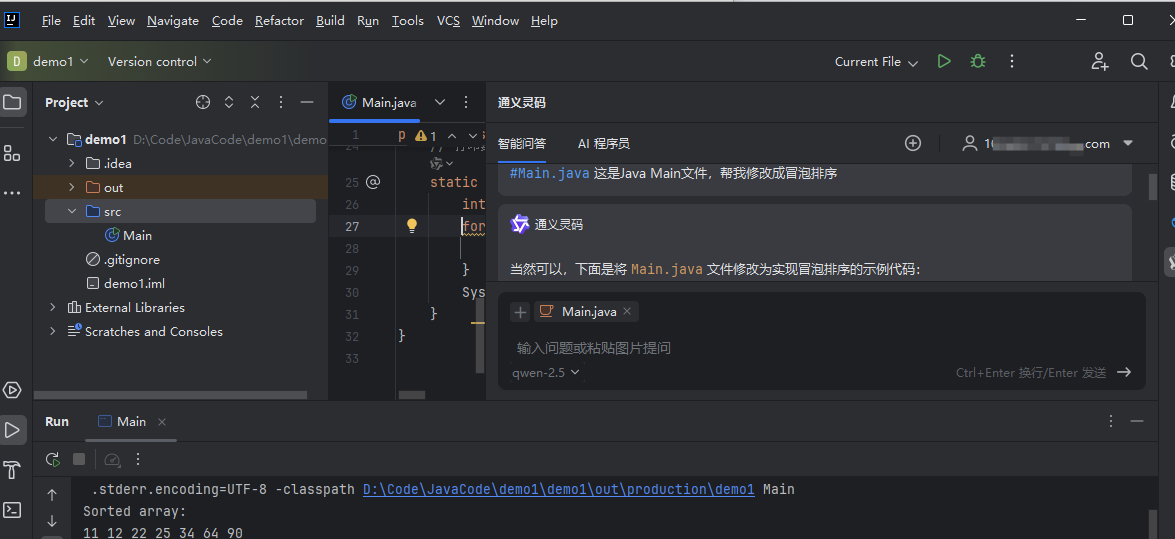 File Edit View Navigate Code Refactor Build Run Tools VCS Window Help
D demo1 Version control Current File
Project
demo1 D:\Code\JavaCode\demo1\demo
.idea
out
src
Main
.gitignore
demo1.iml
External Libraries
Scratches and Consoles
Main.java
1 p 1
25 @ static
26 int
27 for
28
29 }
30 Sys
31 }
32 }
33
通义灵码
智能问答 AI 程序员 com
#Main.java 这是Java Main文件，帮我修改成冒泡排序
通义灵码
当然可以，下面是将 Main.java 文件修改为实现冒泡排序的示例代码：
Main.java
输入问题或粘贴图片提问
qwen-2.5 Ctrl+Enter 换行/Enter 发送
Run Main
.stderr.encoding=UTF-8 -classpath D:\Code\JavaCode\demo1\demo1\out\production\demo1 Main
Sorted array:
11 12 22 25 34 64 90